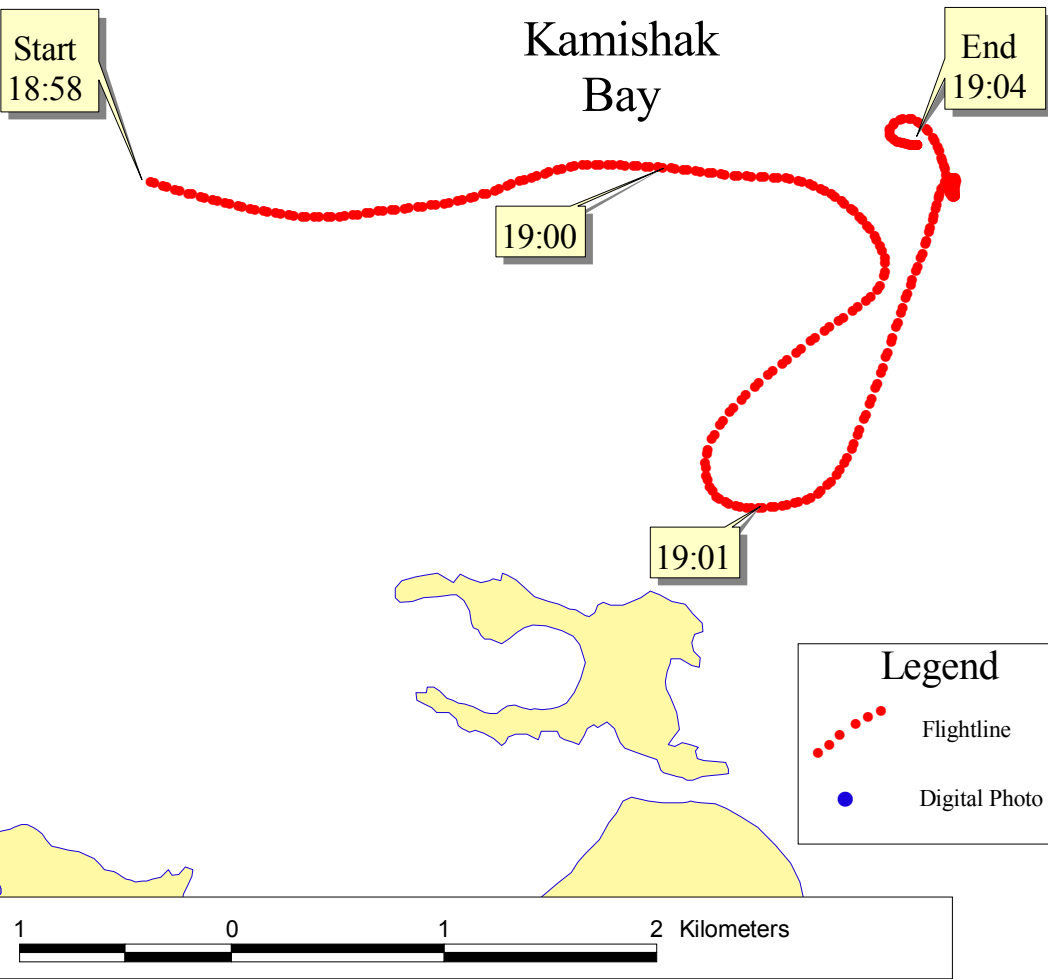 Start
18:58
Kamishak
Bay
End
19:04
19:00
19:01
Legend
Flightline
Digital Photo
1 0 1 2 Kilometers